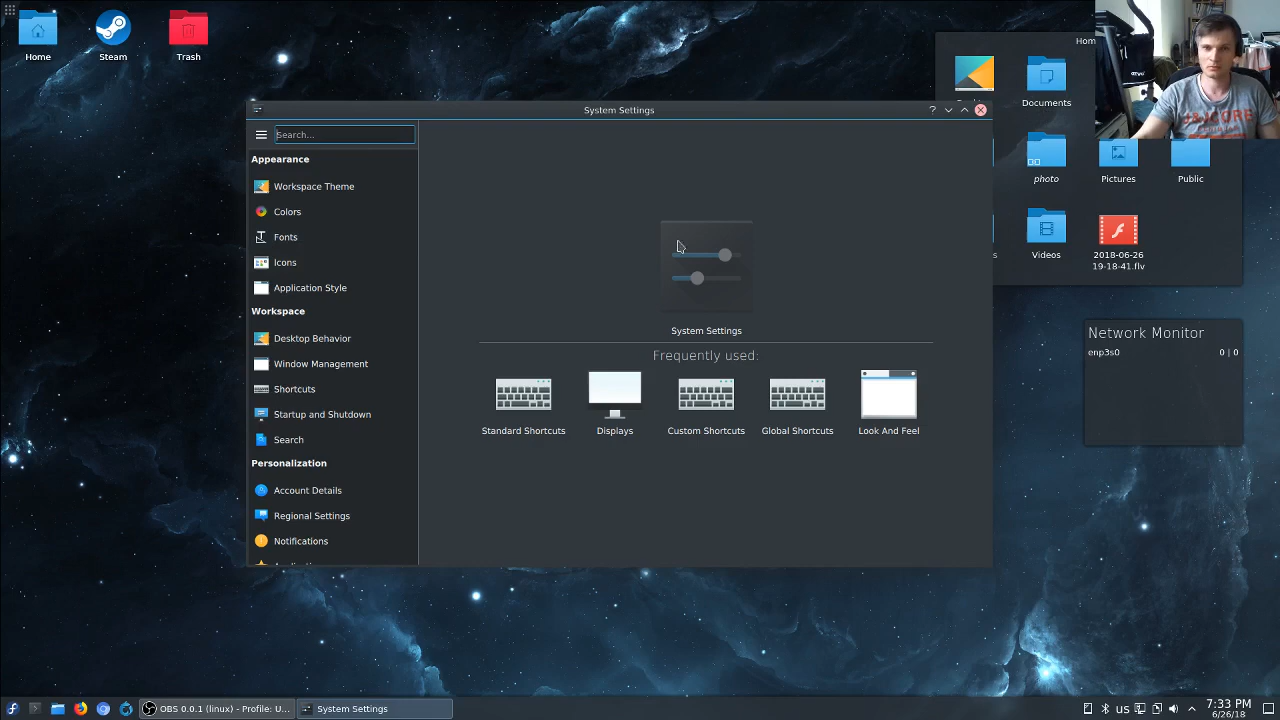 Home
Steam
Trash
Hom
Documents
photo
Pictures
Public
s
Videos
2018-06-26
19-18-41.flv
System Settings
Search...
Appearance
Workspace Theme
Colors
Fonts
Icons
Application Style
Workspace
Desktop Behavior
Window Management
Shortcuts
Startup and Shutdown
Search
Personalization
Account Details
Regional Settings
Notifications
System Settings
Frequently used:
Standard Shortcuts
Displays
Custom Shortcuts
Global Shortcuts
Look And Feel
Network Monitor
enp3s0 0 | 0
OBS 0.0.1 (linux) - Profile: U...
System Settings
us
7:33 PM
6/26/18